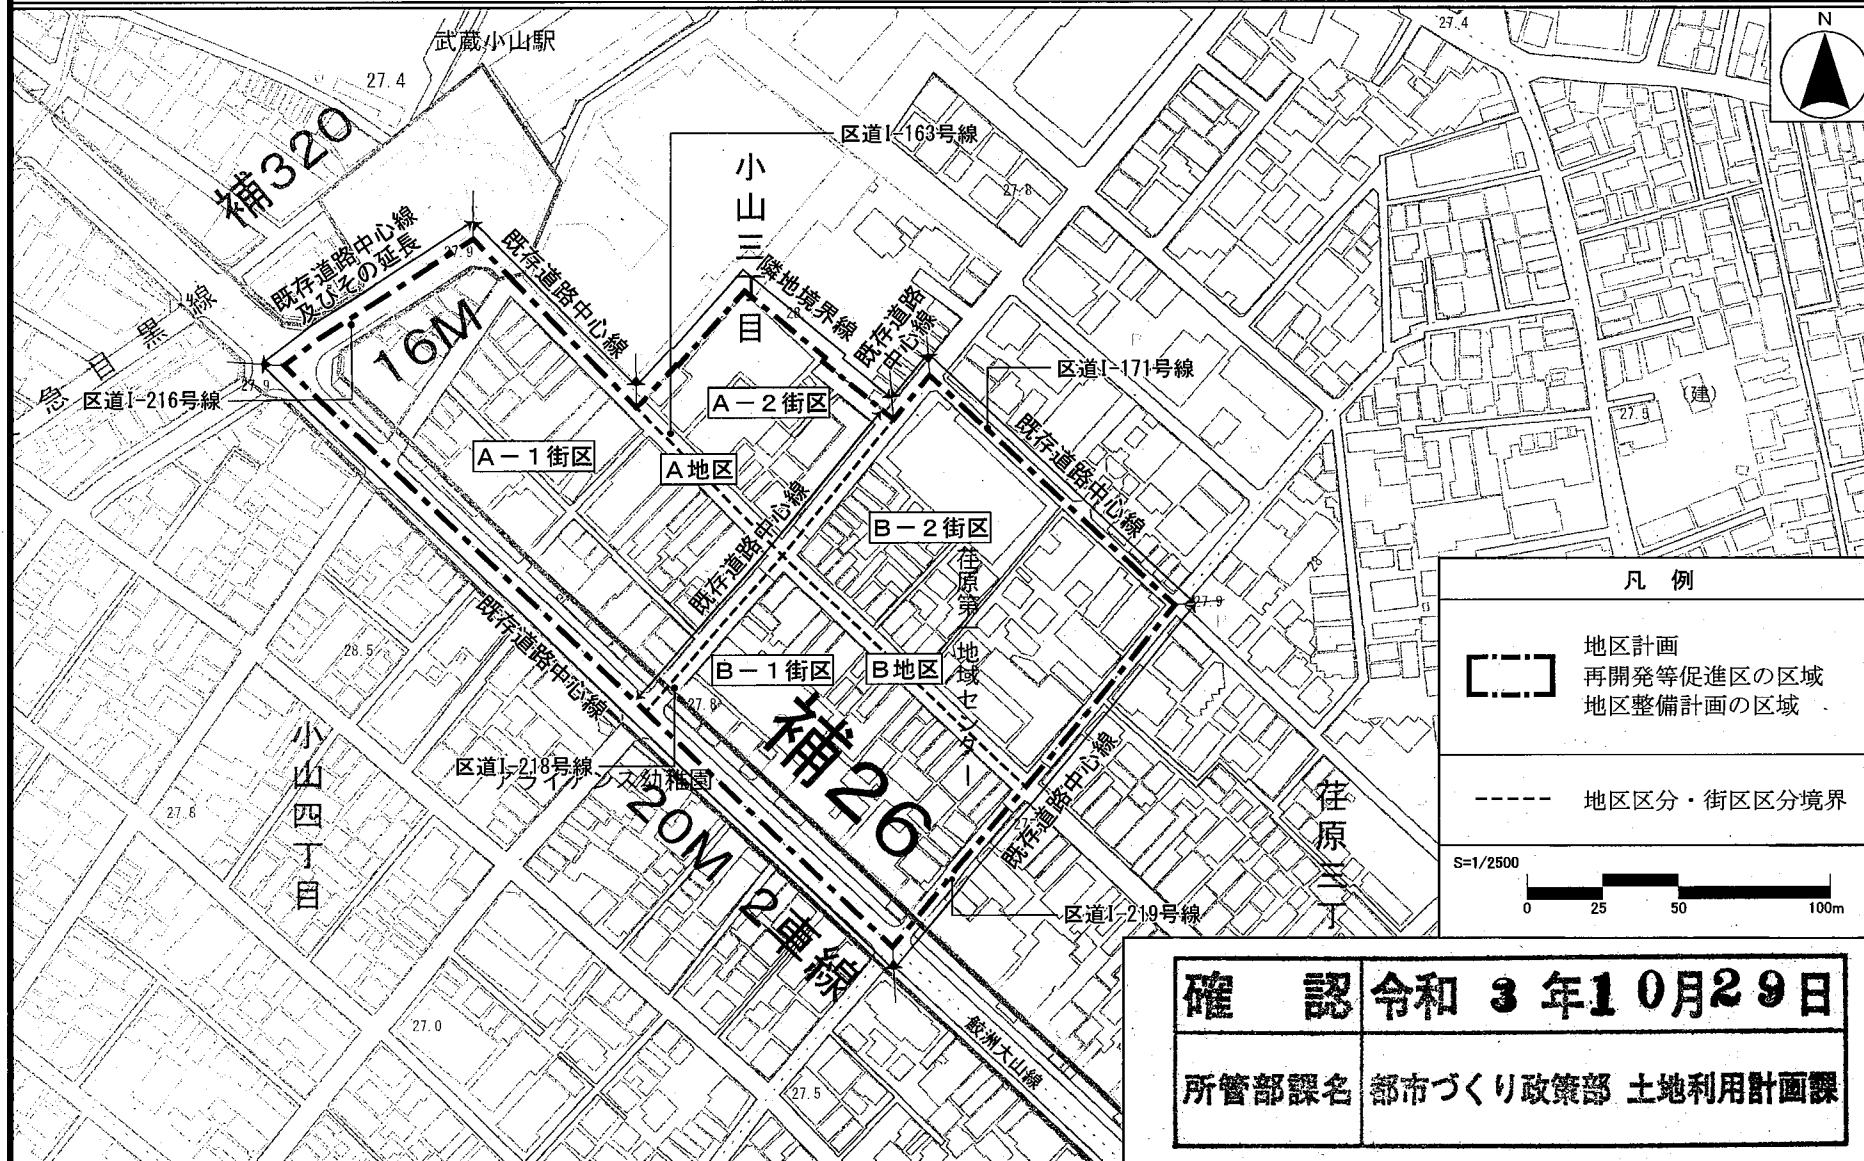 武蔵小山駅
27.4
27.4
N
補320
区道I-163号線
小山三丁目
27.8
既存道路中心線
及びその延長
27.9
既存道路中心線
隣地境界線
28
既存道路
中心線
16M
急目黒線
27.9
区道I-216号線
区道I-171号線
A-2街区
既存道路中心線
(建)
27.5
A-1街区
A地区
既存道路中心線
B-2街区
荏原第一地域センター
28
27.9
既存道路中心線
28.5
B-1街区
B地区
27.8
補26
小山四丁目
区道I-218号線
アライアンス幼稚園
27.8
20M 2車線
既存道路中心線
荏原三丁
区道I-219号線
27.0
鮫洲大山線
27.5
凡 例
地区計画
再開発等促進区の区域
地区整備計画の区域
地区区分・街区区分境界
S=1/2500
0 25 50 100m
確 認 令和 3 年10月29日
所管部課名 都市づくり政策部 土地利用計画課